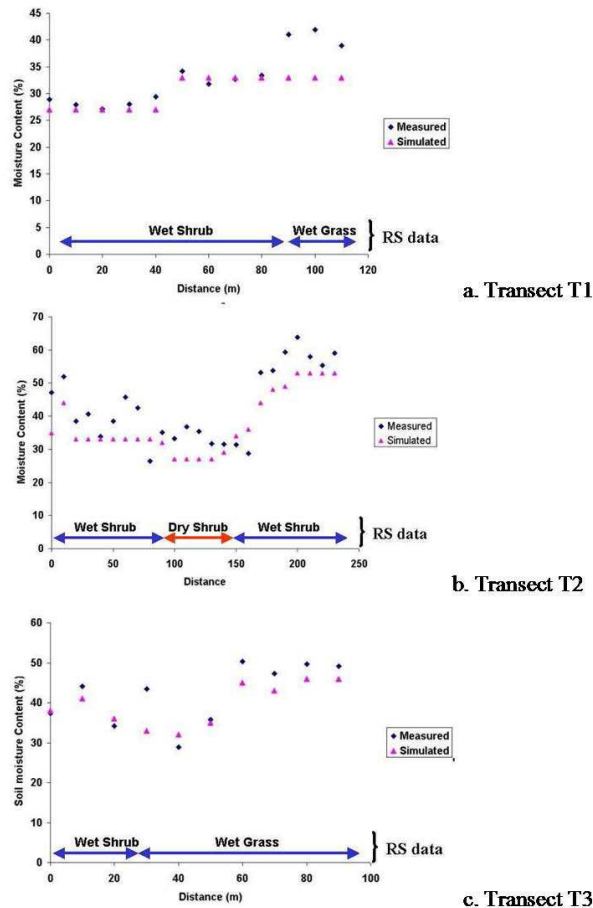 45
40
35
30
25
20
15
10
5
0
Moisture Content (%)
Measured
Simulated
Wet Shrub
Wet Grass
} RS data
0 20 40 60 80 100 120
Distance (m)
a. Transect T1
70
60
50
40
30
20
10
0
Moisture Content (%)
Measured
Simulated
Wet Shrub
Dry Shrub
Wet Shrub
} RS data
0 50 100 150 200 250
Distance
b. Transect T2
60
50
40
30
20
10
0
Soil moisture Content (%)
Measured
Simulated
Wet Shrub
Wet Grass
} RS data
0 20 40 60 80 100
Distance (m)
c. Transect T3